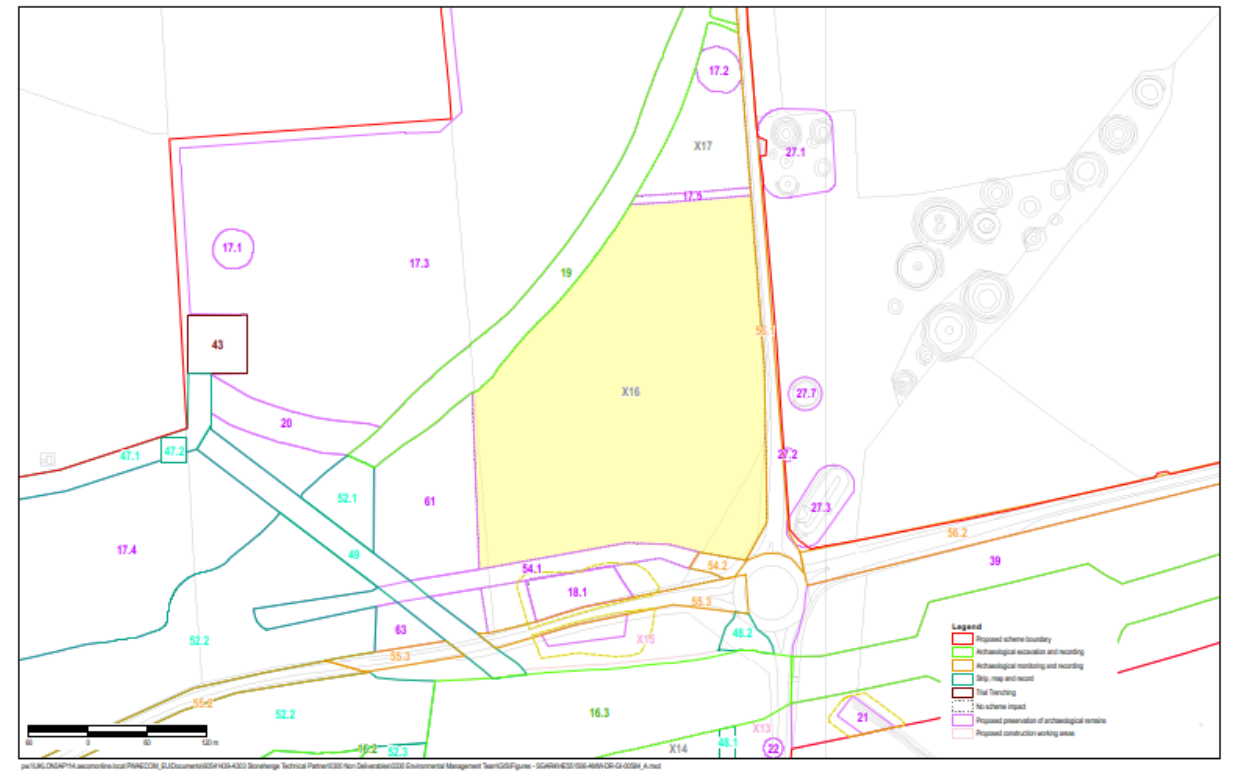 17.2
X17
27.1
17.5
17.1
17.3
19
43
56.1
X16
27.7
20
47.1
47.2
27.2
52.1
61
27.3
17.4
49
56.2
39
54.1
54.2
18.1
55.3
63
48.2
X15
52.2
55.3
55.2
52.2
16.3
21
X13
16.2
52.3
X14
48.1
22
Legend
Proposed scheme boundary
Archaeological excavation and recording
Archaeological monitoring and recording
Strip, map and record
Trial Trenching
No scheme impact
Proposed preservation of archaeological remains
Proposed construction working areas
60 0 60 120 m